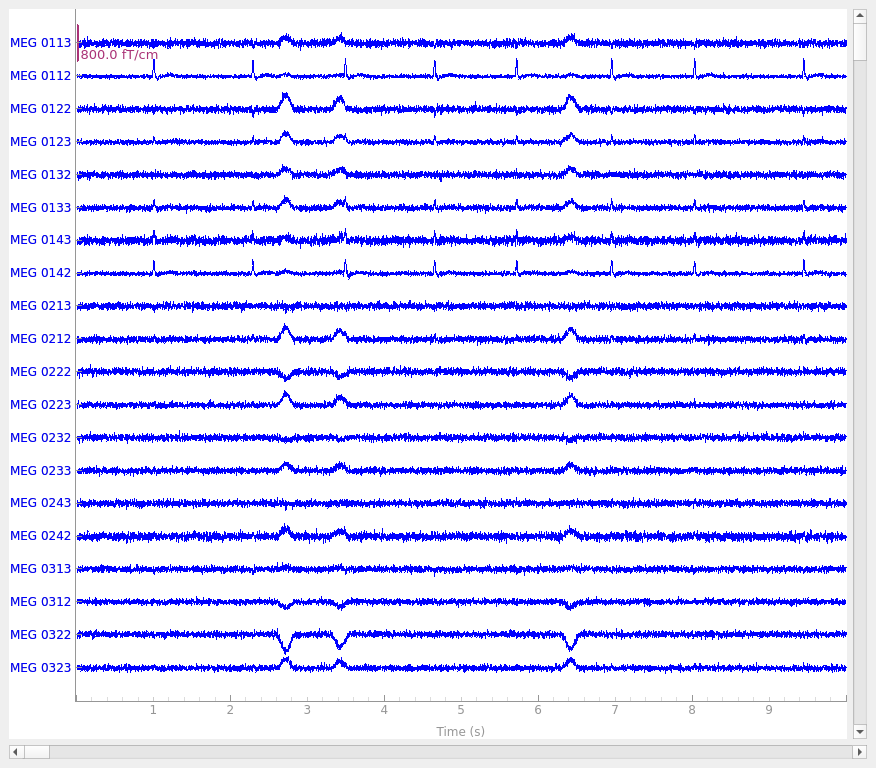 MEG 0113
800.0 fT/cm
MEG 0112
MEG 0122
MEG 0123
MEG 0132
MEG 0133
MEG 0143
MEG 0142
MEG 0213
MEG 0212
MEG 0222
MEG 0223
MEG 0232
MEG 0233
MEG 0243
MEG 0242
MEG 0313
MEG 0312
MEG 0322
MEG 0323
1 2 3 4 5 6 7 8 9
Time (s)